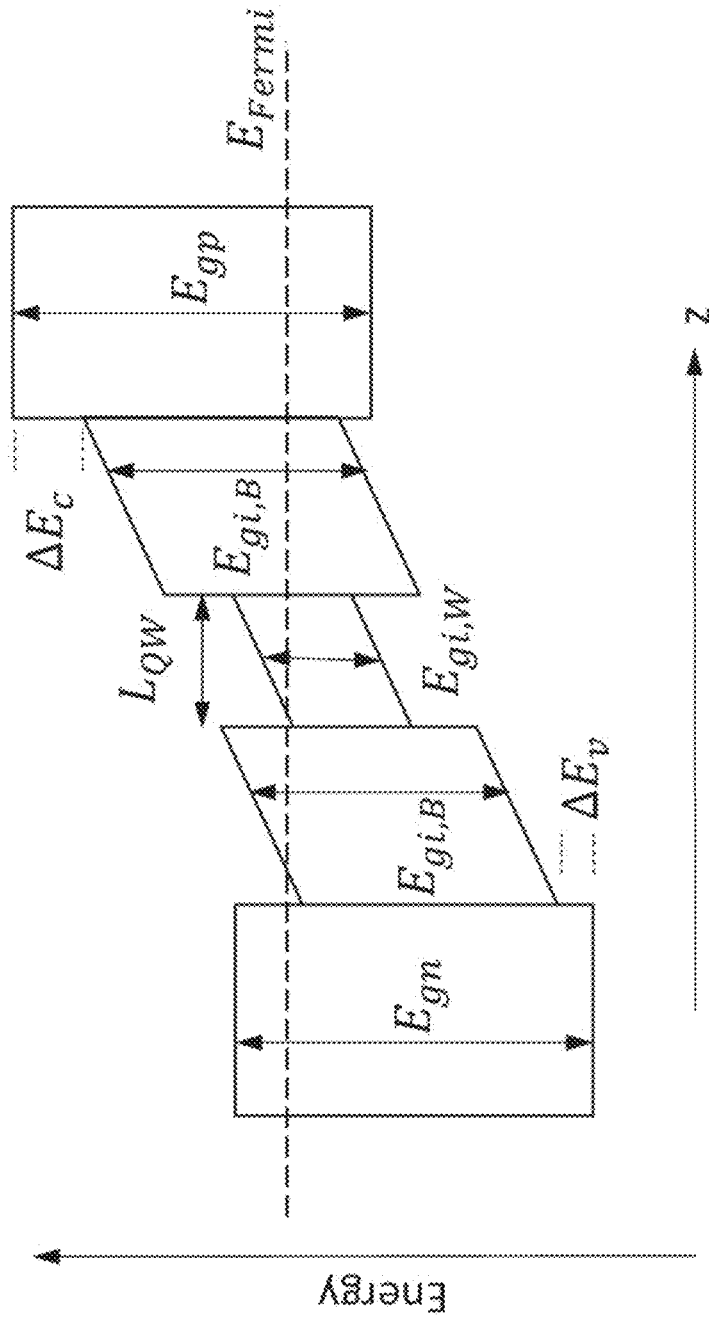 E_Fermi
E_gp
ΔE_c
E_gi,B
L_QW
E_gi,W
E_gi,B
ΔE_v
E_gn
Energy
z